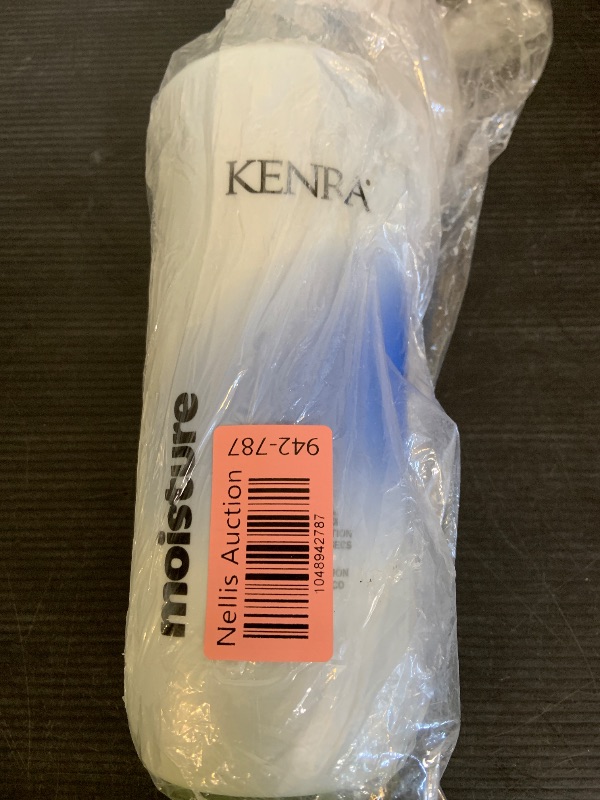 KENRA
moisture
942-787
Nellis Auction
1048942787